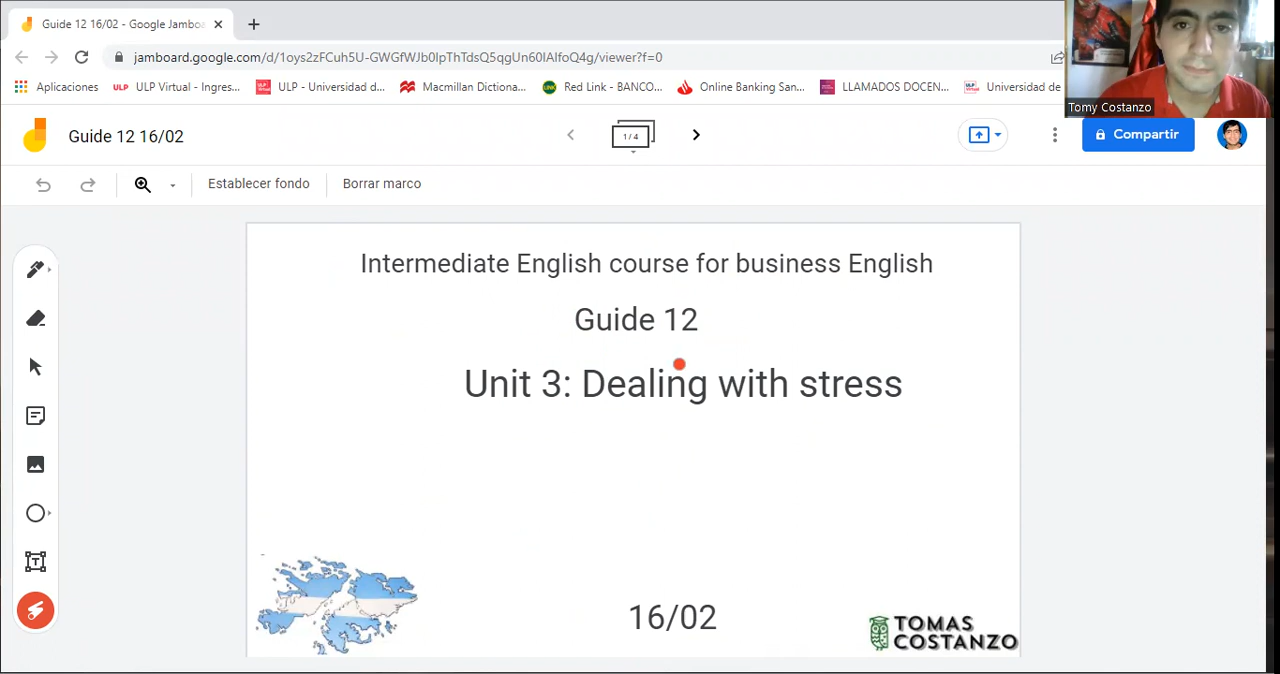 Guide 12 16/02 - Google Jambo
jamboard.google.com/d/1oys2zFCuh5U-GWGfWJb0IpThTdsQ5qgUn60IAlfoQ4g/viewer?f=0
Aplicaciones ULP ULP Virtual - Ingres... ULP - Universidad d... Macmillan Dictiona... LINK Red Link - BANCO... Online Banking San... LLAMADOS DOCEN... Universidad de
Tomy Costanzo
Guide 12 16/02
1/4
Compartir
Establecer fondo
Borrar marco
Intermediate English course for business English
Guide 12
Unit 3: Dealing with stress
16/02
TOMAS
COSTANZO